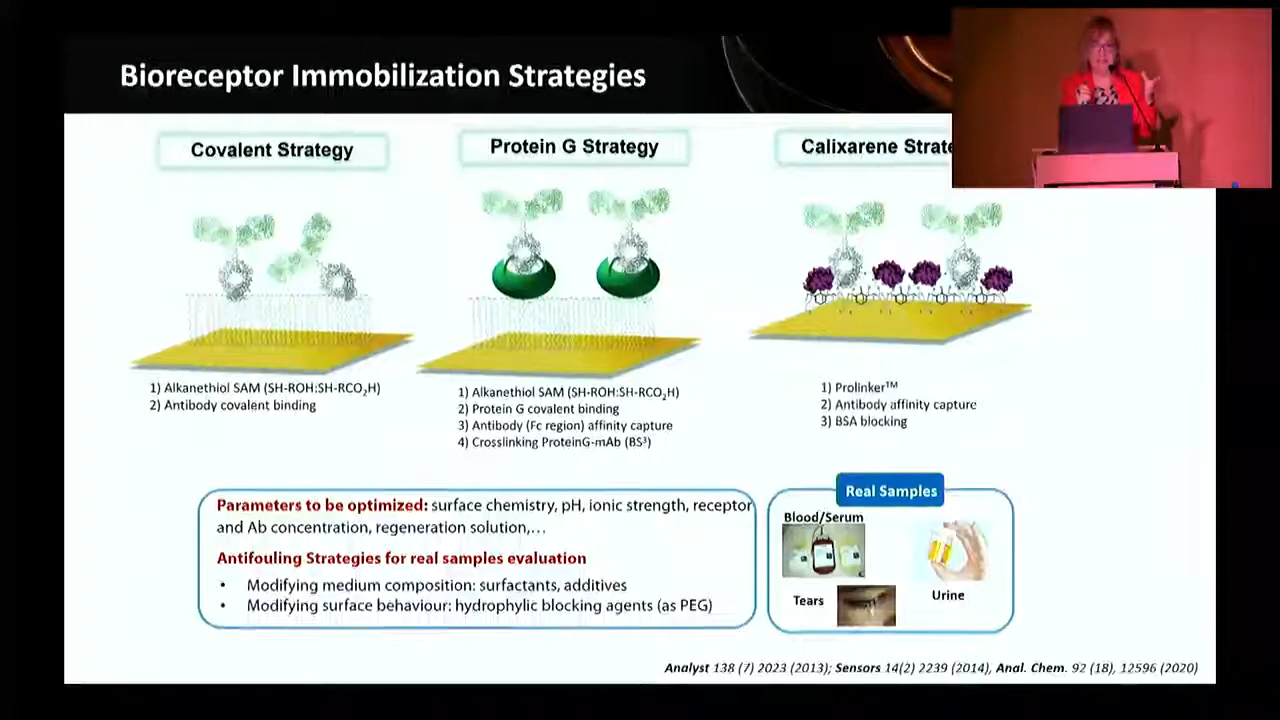 Bioreceptor Immobilization Strategies
Covalent Strategy
Protein G Strategy
Calixarene Strate
1) Alkanethiol SAM (SH-ROH:SH-RCO₂H)
2) Antibody covalent binding
1) Alkanethiol SAM (SH-ROH:SH-RCO₂H)
2) Protein G covalent binding
3) Antibody (Fc region) affinity capture
4) Crosslinking ProteinG-mAb (BS³)
1) Prolinker™
2) Antibody affinity capture
3) BSA blocking
Parameters to be optimized: surface chemistry, pH, ionic strength, receptor
and Ab concentration, regeneration solution,...
Antifouling Strategies for real samples evaluation
• Modifying medium composition: surfactants, additives
• Modifying surface behaviour: hydrophylic blocking agents (as PEG)
Real Samples
Blood/Serum
Tears
Urine
Analyst 138 (7) 2023 (2013); Sensors 14(2) 2239 (2014), Anal. Chem. 92 (18), 12596 (2020)